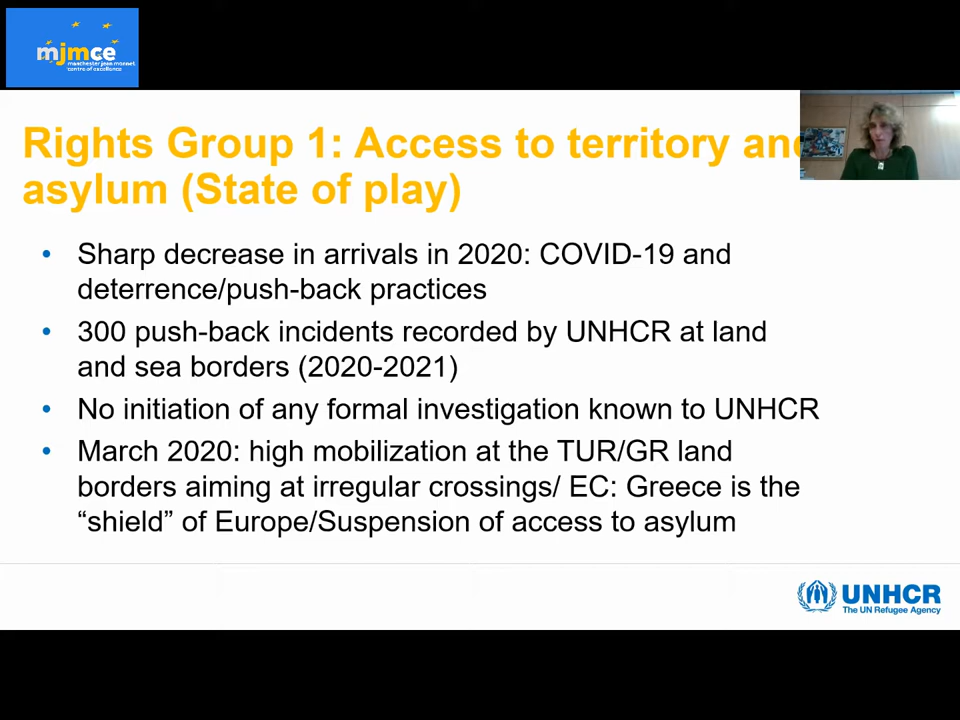 mjmce
manchester jean monnet
centre of excellence
Rights Group 1: Access to territory and
asylum (State of play)
• Sharp decrease in arrivals in 2020: COVID-19 and
deterrence/push-back practices
• 300 push-back incidents recorded by UNHCR at land
and sea borders (2020-2021)
• No initiation of any formal investigation known to UNHCR
• March 2020: high mobilization at the TUR/GR land
borders aiming at irregular crossings/ EC: Greece is the
“shield” of Europe/Suspension of access to asylum
UNHCR
The UN Refugee Agency